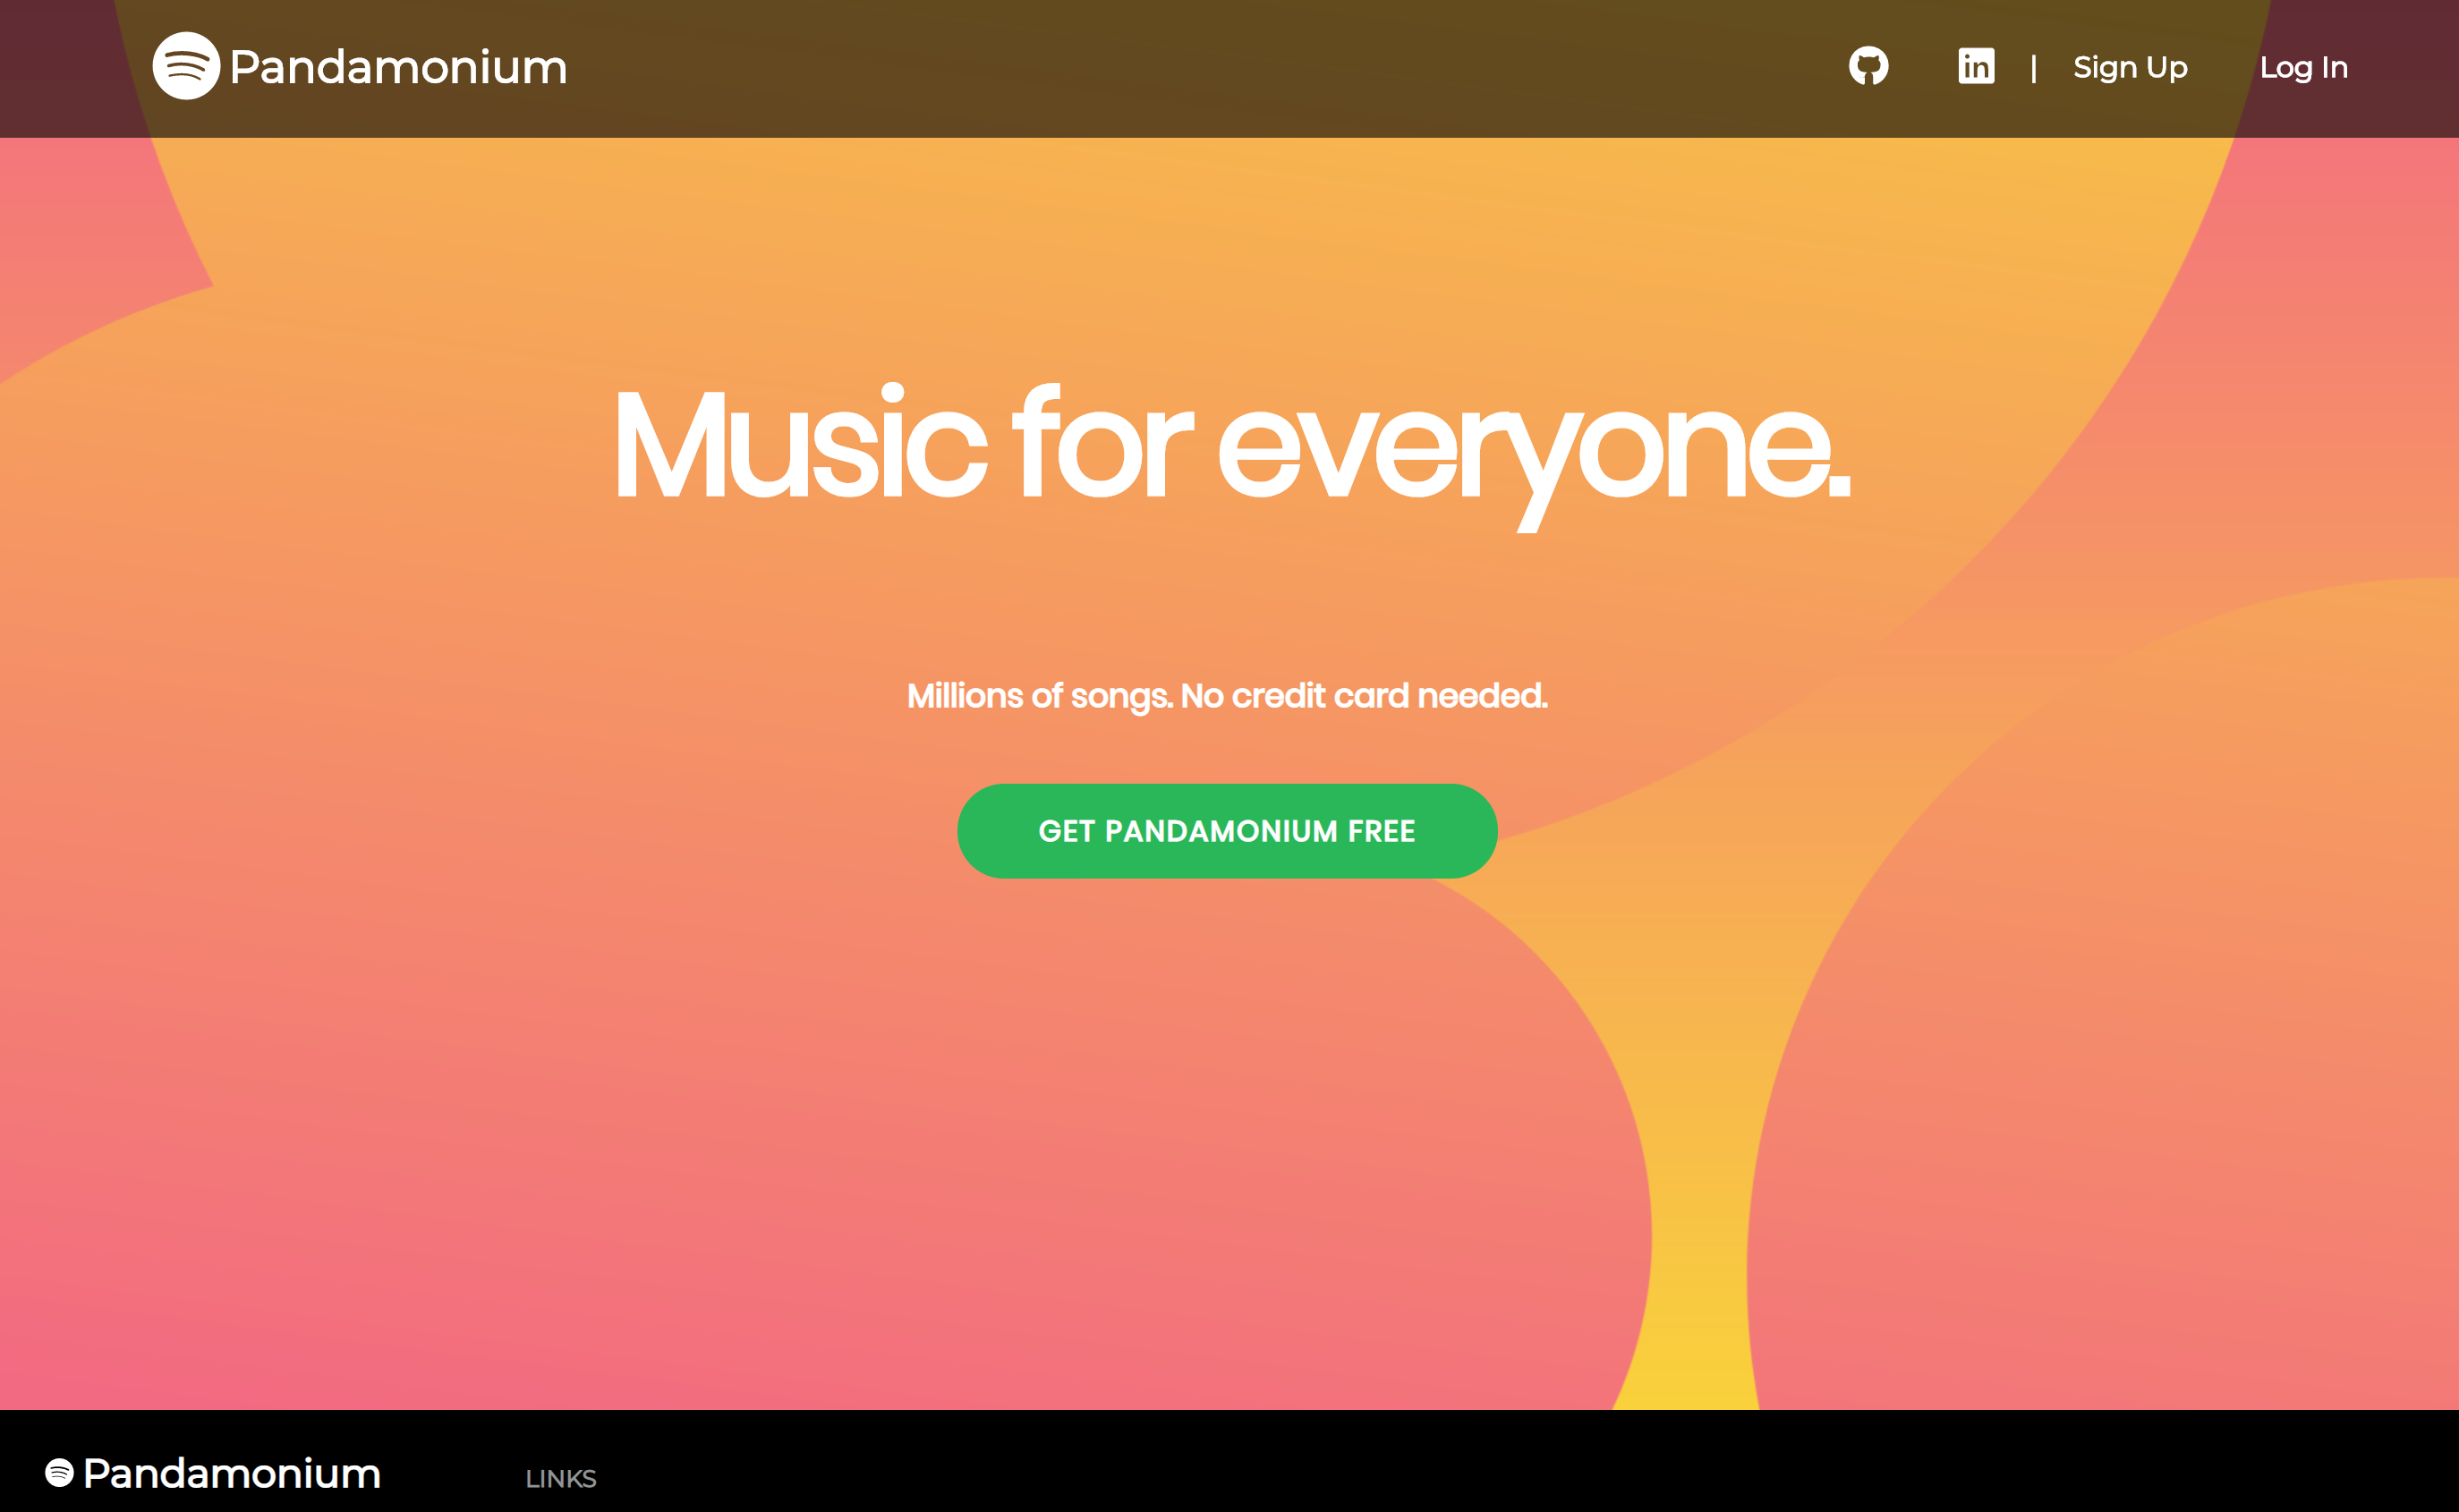 Pandamonium
| Sign Up Log In
Music for everyone.
Millions of songs. No credit card needed.
GET PANDAMONIUM FREE
Pandamonium
LINKS